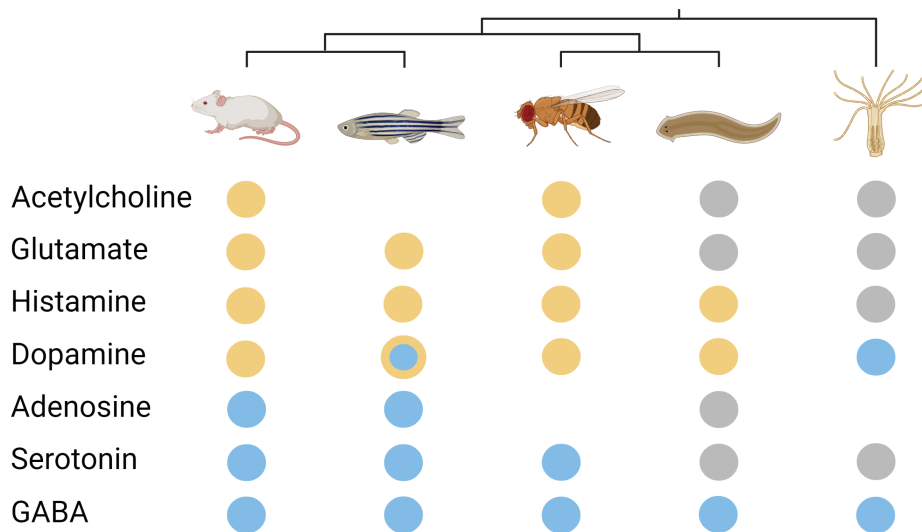 Acetylcholine
Glutamate
Histamine
Dopamine
Adenosine
Serotonin
GABA